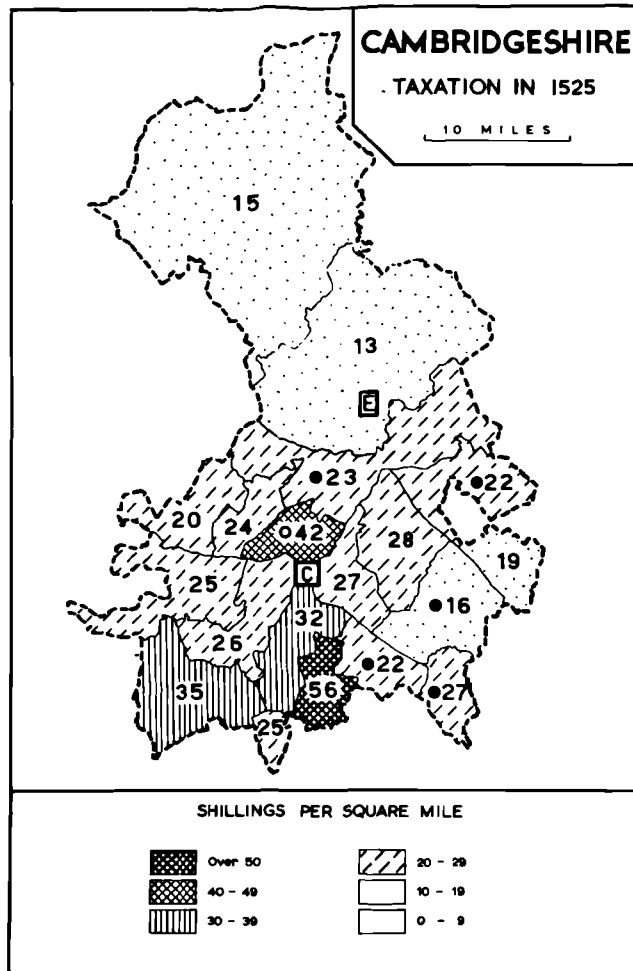 CAMBRIDGESHIRE
TAXATION IN 1525
10 MILES
15
13
E
23
22
20
24
42
28
19
25
C
27
16
32
26
22
35
56
27
25
SHILLINGS PER SQUARE MILE
Over 50
20 - 29
40 - 49
10 - 19
30 - 39
0 - 9